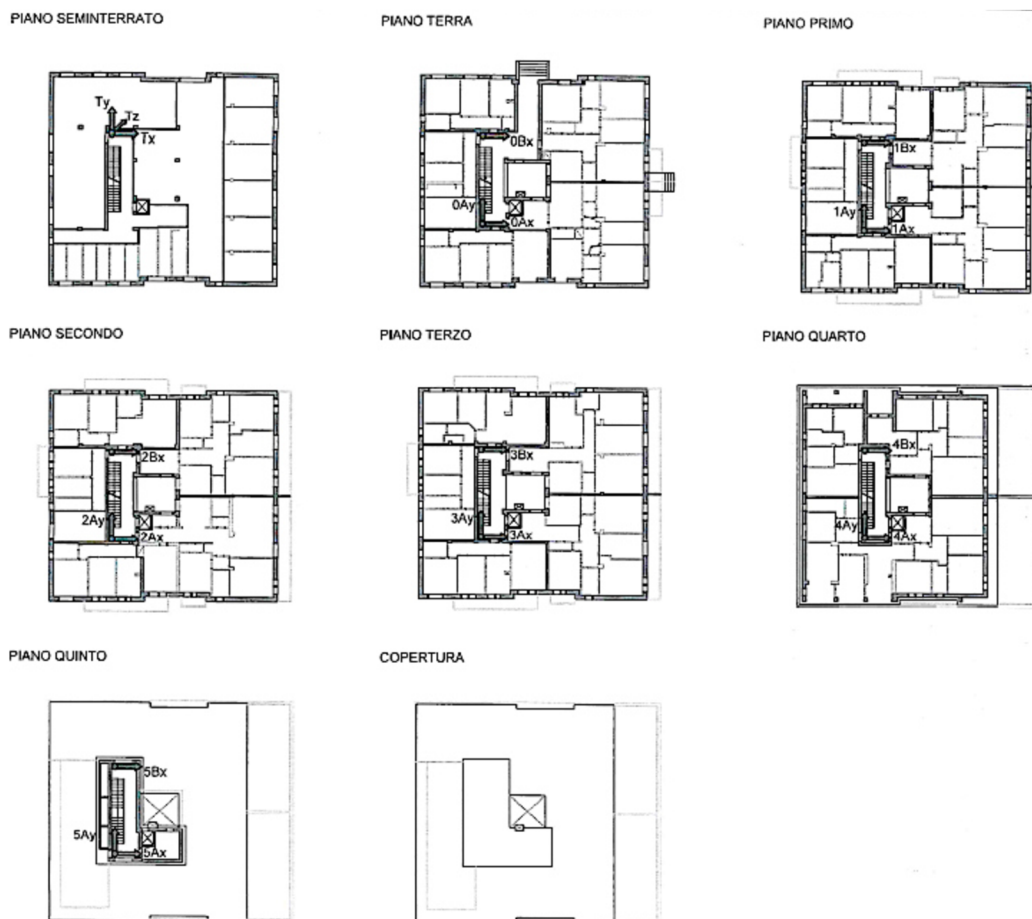 PIANO SEMINTERRATO
Ty
Tz
Tx
PIANO TERRA
0Bx
0Ay
0Ax
PIANO PRIMO
1Bx
1Ay
1Ax
PIANO SECONDO
2Bx
2Ay
2Ax
PIANO TERZO
3Bx
3Ay
3Ax
PIANO QUARTO
4Bx
4Ay
4Ax
PIANO QUINTO
5Bx
5Ay
5Ax
COPERTURA